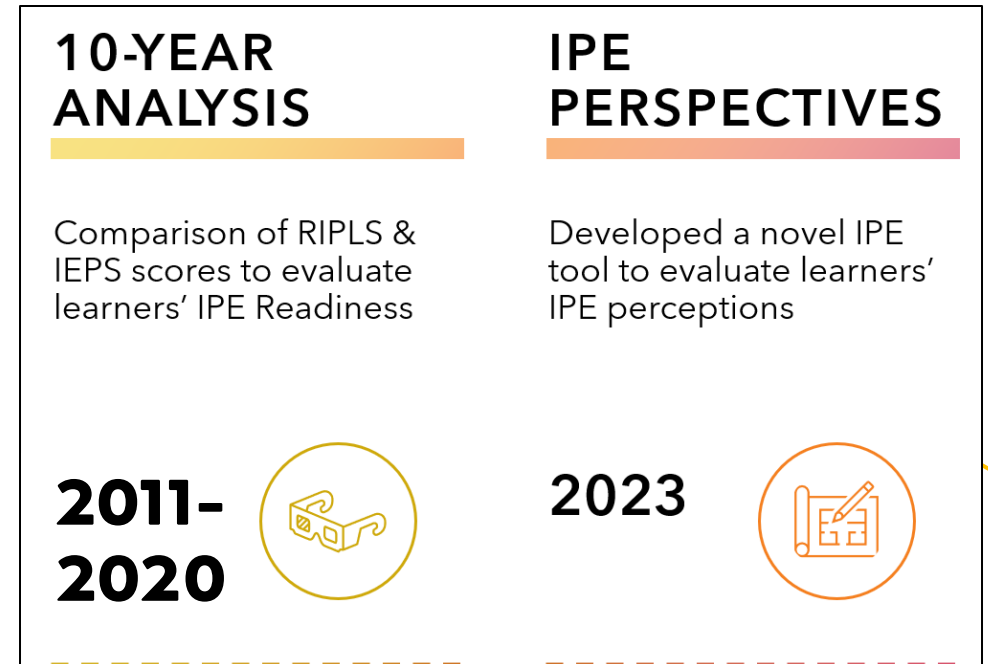 10-YEAR
ANALYSIS
Comparison of RIPLS &
IEPS scores to evaluate
learners’ IPE Readiness
2011-
2020
IPE
PERSPECTIVES
Developed a novel IPE
tool to evaluate learners’
IPE perceptions
2023